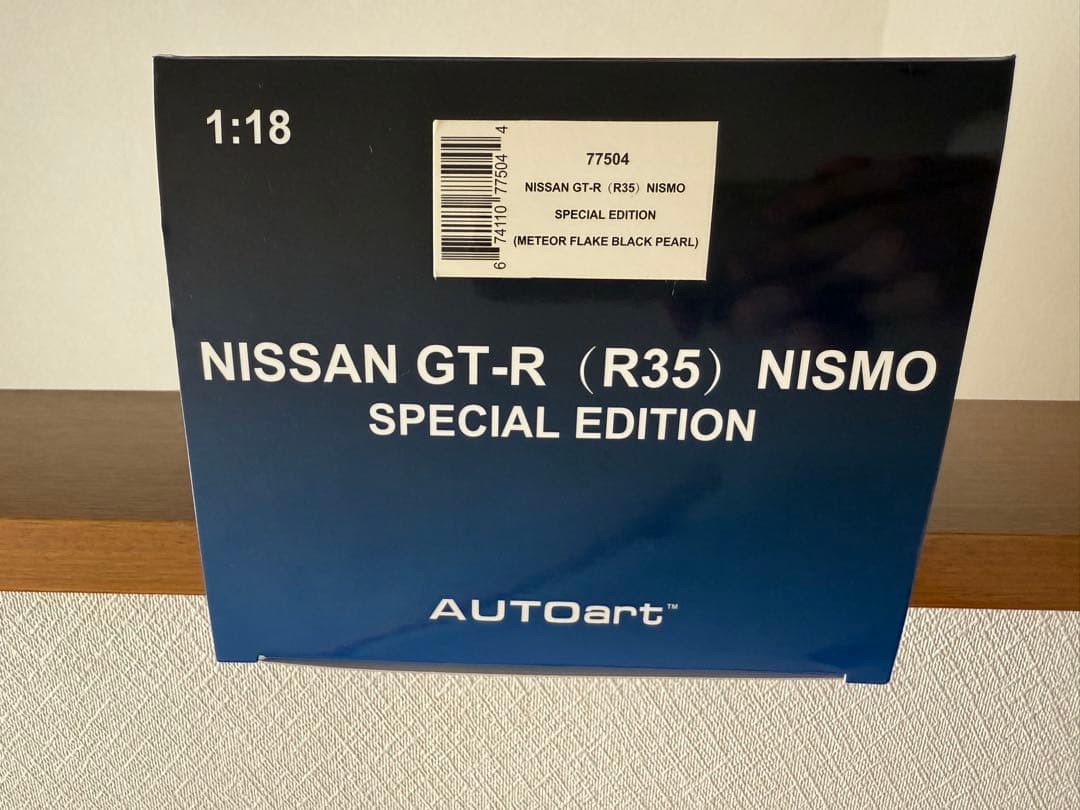 1:18
77504
NISSAN GT-R（R35）NISMO
SPECIAL EDITION
(METEOR FLAKE BLACK PEARL)
6 74110 77504 4
NISSAN GT-R（R35）NISMO
SPECIAL EDITION
AUTOart™